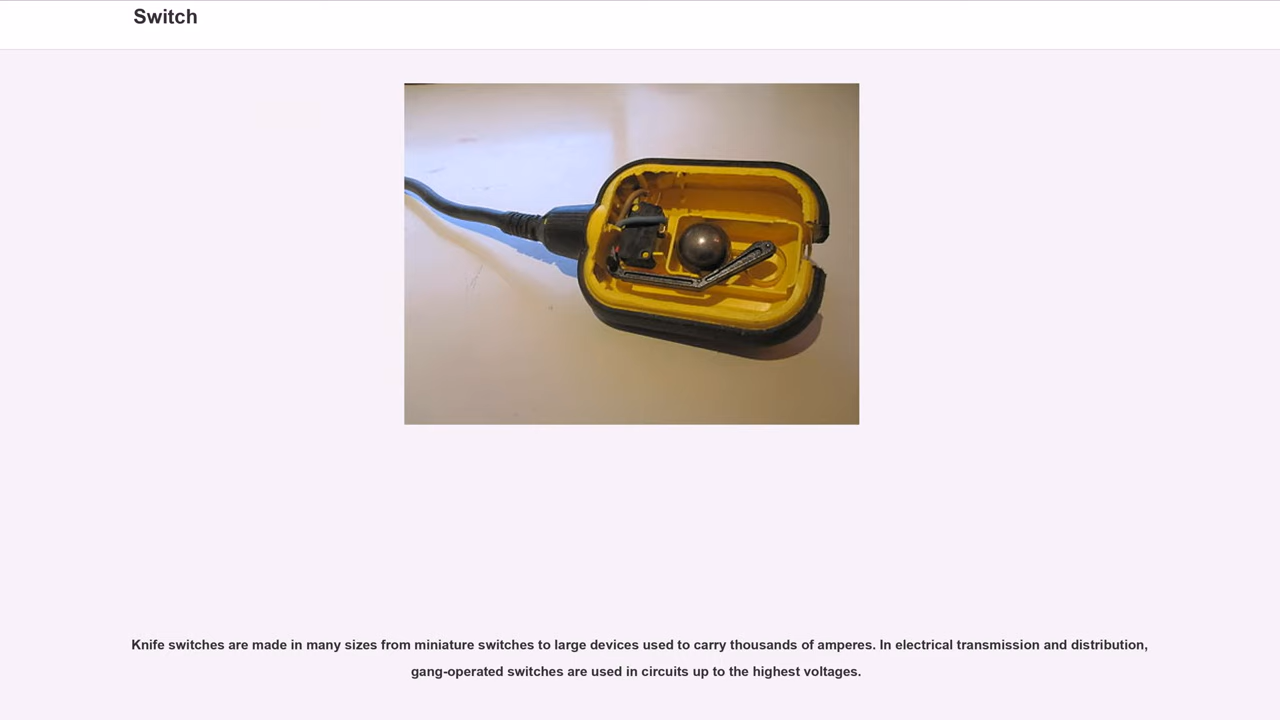 Switch
Knife switches are made in many sizes from miniature switches to large devices used to carry thousands of amperes. In electrical transmission and distribution,
gang-operated switches are used in circuits up to the highest voltages.